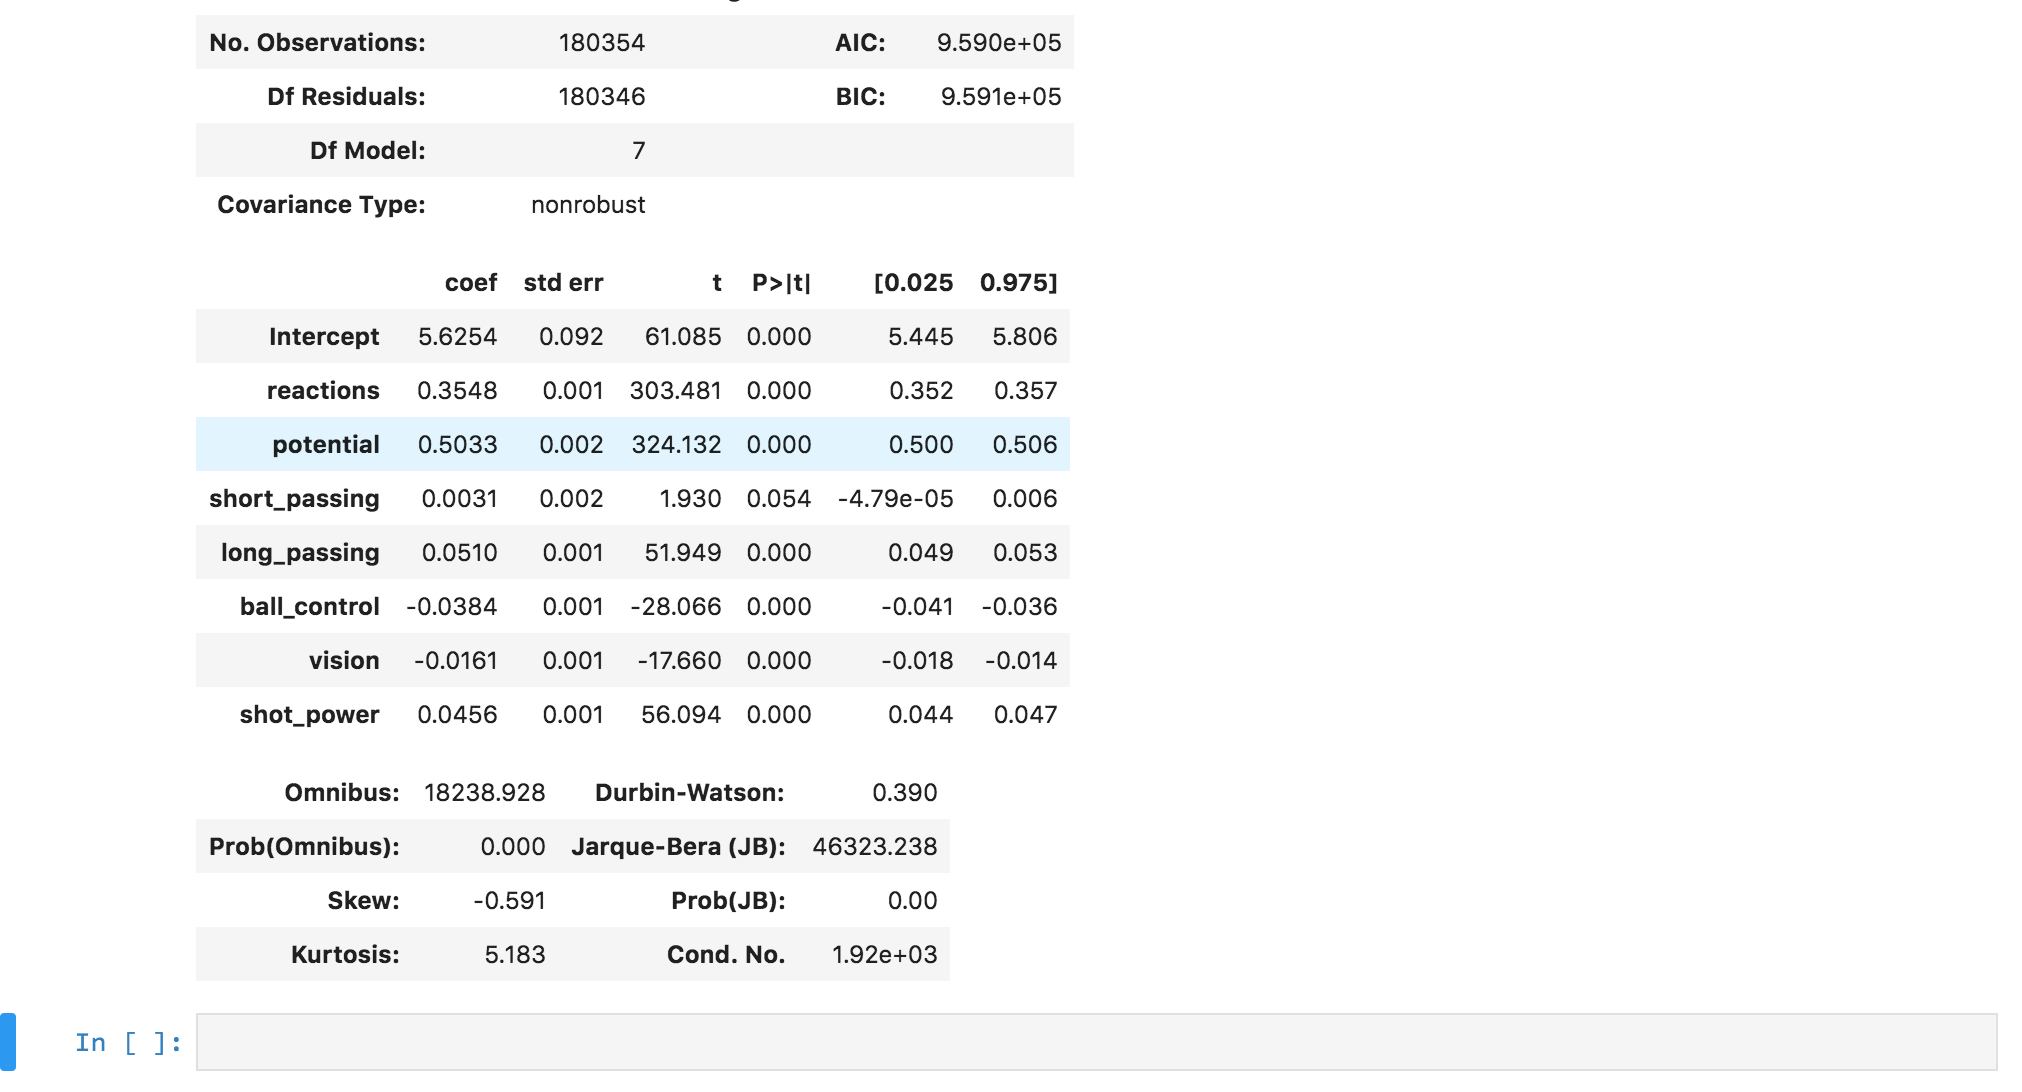 No. Observations: 180354 AIC: 9.590e+05
Df Residuals: 180346 BIC: 9.591e+05
Df Model: 7
Covariance Type: nonrobust
coef std err t P>|t| [0.025 0.975]
Intercept 5.6254 0.092 61.085 0.000 5.445 5.806
reactions 0.3548 0.001 303.481 0.000 0.352 0.357
potential 0.5033 0.002 324.132 0.000 0.500 0.506
short_passing 0.0031 0.002 1.930 0.054 -4.79e-05 0.006
long_passing 0.0510 0.001 51.949 0.000 0.049 0.053
ball_control -0.0384 0.001 -28.066 0.000 -0.041 -0.036
vision -0.0161 0.001 -17.660 0.000 -0.018 -0.014
shot_power 0.0456 0.001 56.094 0.000 0.044 0.047
Omnibus: 18238.928 Durbin-Watson: 0.390
Prob(Omnibus): 0.000 Jarque-Bera (JB): 46323.238
Skew: -0.591 Prob(JB): 0.00
Kurtosis: 5.183 Cond. No. 1.92e+03
In [ ]: